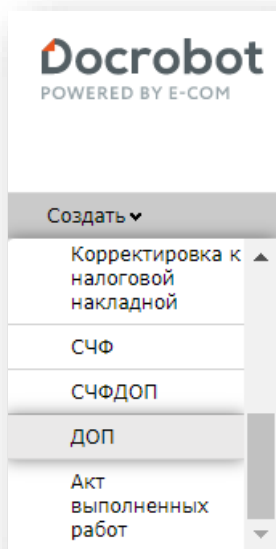 Docrobot
POWERED BY E-COM
Создать
Корректировка к
налоговой
накладной
СЧФ
СЧФДОП
ДОП
Акт
выполненных
работ